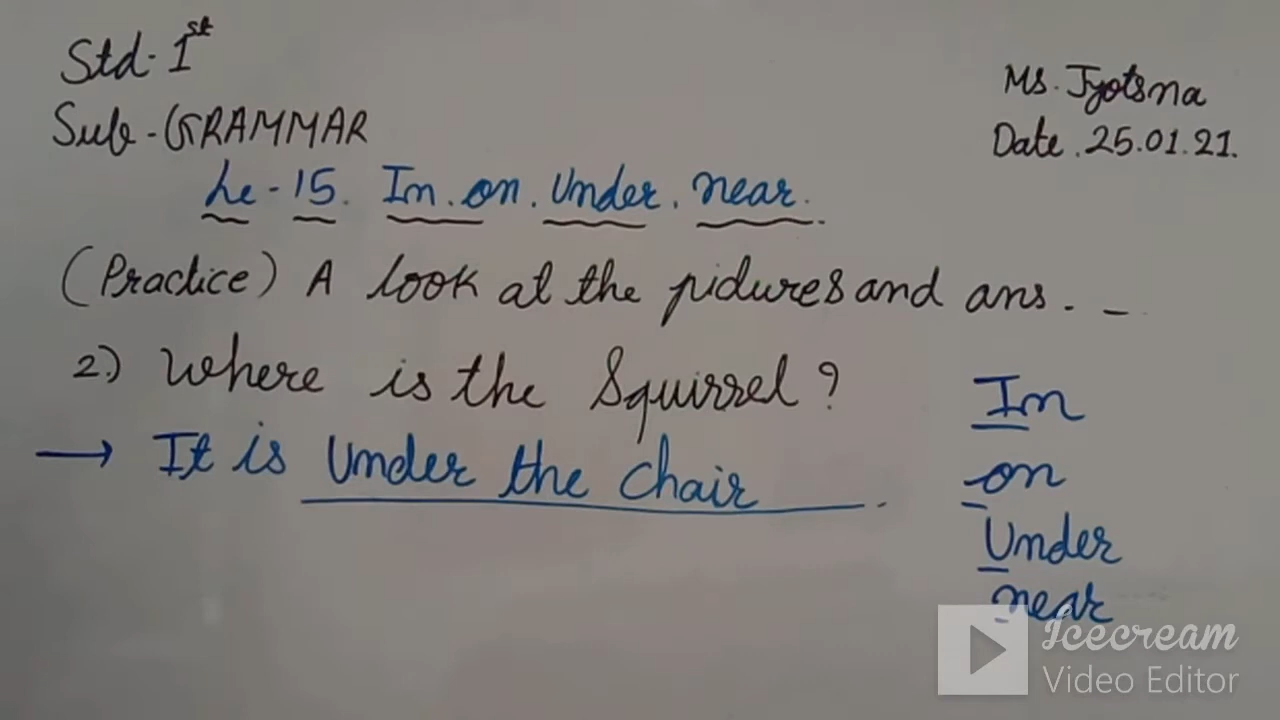 Std- 1st
Sub- GRAMMAR
Ms. Jyotsna
Date. 25.01.21.
Le-15. In. on. Under. near.
(Practice) A look at the pictures and ans. -
2.) Where is the Squirrel?
→ It is Under the chair.
In
on
Under
near
Icecream
Video Editor